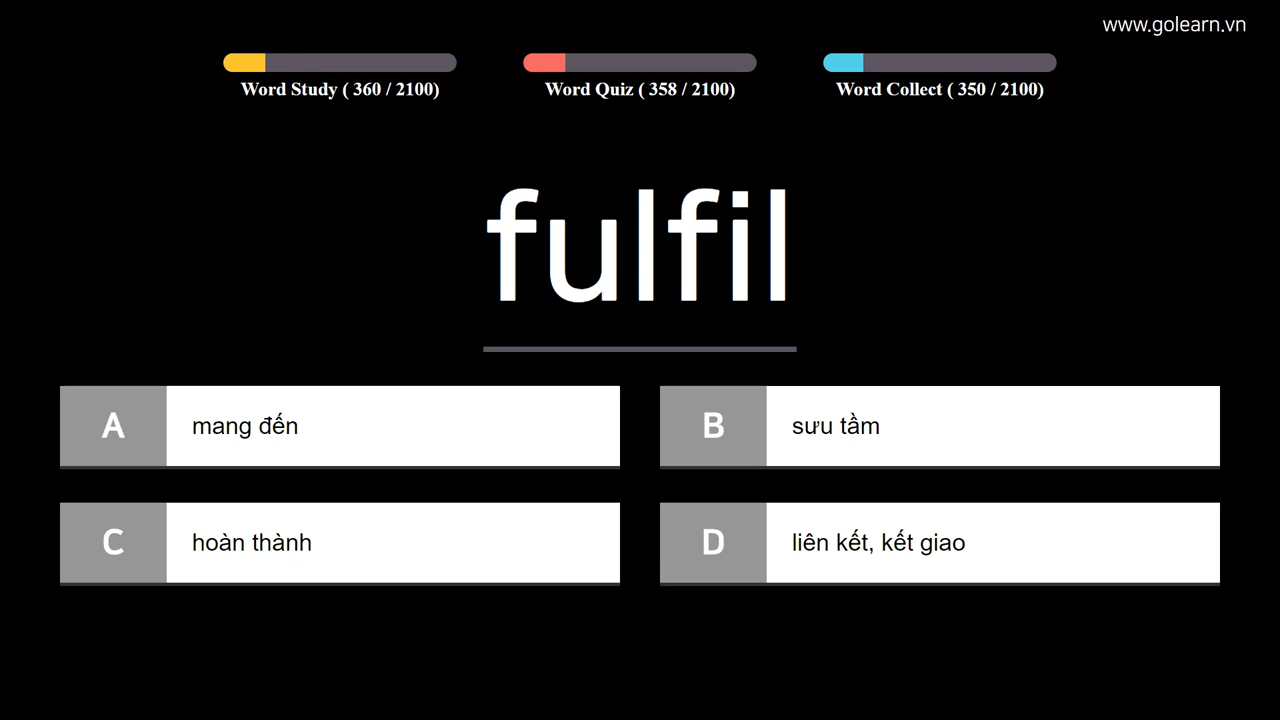 www.golearn.vn
Word Study ( 360 / 2100)
Word Quiz ( 358 / 2100)
Word Collect ( 350 / 2100)
fulfil
A mang đến
B sưu tầm
C hoàn thành
D liên kết, kết giao